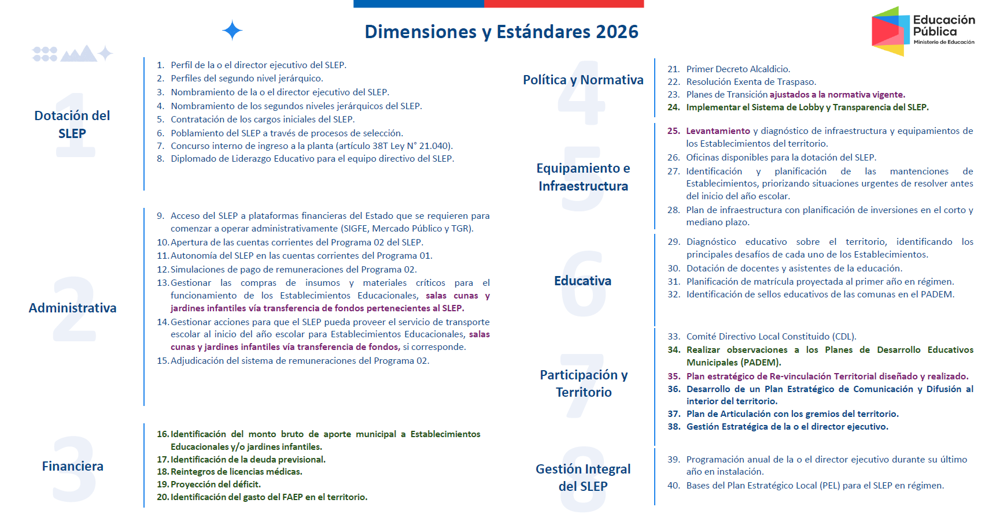 Dimensiones y Estándares 2026
Educación
Pública
Ministerio de Educación
1
Dotación del
SLEP
1. Perfil de la o el director ejecutivo del SLEP.
2. Perfiles del segundo nivel jerárquico.
3. Nombramiento de la o el director ejecutivo del SLEP.
4. Nombramiento de los segundos niveles jerárquicos del SLEP.
5. Contratación de los cargos iniciales del SLEP.
6. Poblamiento del SLEP a través de procesos de selección.
7. Concurso interno de ingreso a la planta (artículo 38T Ley N° 21.040).
8. Diplomado de Liderazgo Educativo para el equipo directivo del SLEP.
2
Administrativa
9. Acceso del SLEP a plataformas financieras del Estado que se requieren para
comenzar a operar administrativamente (SIGFE, Mercado Público y TGR).
10. Apertura de las cuentas corrientes del Programa 02 del SLEP.
11. Autonomía del SLEP en las cuentas corrientes del Programa 01.
12. Simulaciones de pago de remuneraciones del Programa 02.
13. Gestionar las compras de insumos y materiales críticos para el
funcionamiento de los Establecimientos Educacionales, salas cunas y
jardines infantiles vía transferencia de fondos pertenecientes al SLEP.
14. Gestionar acciones para que el SLEP pueda proveer el servicio de transporte
escolar al inicio del año escolar para Establecimientos Educacionales, salas
cunas y jardines infantiles vía transferencia de fondos, si corresponde.
15. Adjudicación del sistema de remuneraciones del Programa 02.
3
Financiera
16. Identificación del monto bruto de aporte municipal a Establecimientos
Educacionales y/o jardines infantiles.
17. Identificación de la deuda previsional.
18. Reintegros de licencias médicas.
19. Proyección del déficit.
20. Identificación del gasto del FAEP en el territorio.
4
Política y Normativa
21. Primer Decreto Alcaldicio.
22. Resolución Exenta de Traspaso.
23. Planes de Transición ajustados a la normativa vigente.
24. Implementar el Sistema de Lobby y Transparencia del SLEP.
5
Equipamiento e
Infraestructura
25. Levantamiento y diagnóstico de infraestructura y equipamientos de
los Establecimientos del territorio.
26. Oficinas disponibles para la dotación del SLEP.
27. Identificación y planificación de las mantenciones de
Establecimientos, priorizando situaciones urgentes de resolver antes
del inicio del año escolar.
28. Plan de infraestructura con planificación de inversiones en el corto y
mediano plazo.
6
Educativa
29. Diagnóstico educativo sobre el territorio, identificando los
principales desafíos de cada uno de los Establecimientos.
30. Dotación de docentes y asistentes de la educación.
31. Planificación de matrícula proyectada al primer año en régimen.
32. Identificación de sellos educativos de las comunas en el PADEM.
7
Participación y
Territorio
33. Comité Directivo Local Constituido (CDL).
34. Realizar observaciones a los Planes de Desarrollo Educativos
Municipales (PADEM).
35. Plan estratégico de Re-vinculación Territorial diseñado y realizado.
36. Desarrollo de un Plan Estratégico de Comunicación y Difusión al
interior del territorio.
37. Plan de Articulación con los gremios del territorio.
38. Gestión Estratégica de la o el director ejecutivo.
8
Gestión Integral
del SLEP
39. Programación anual de la o el director ejecutivo durante su último
año en instalación.
40. Bases del Plan Estratégico Local (PEL) para el SLEP en régimen.